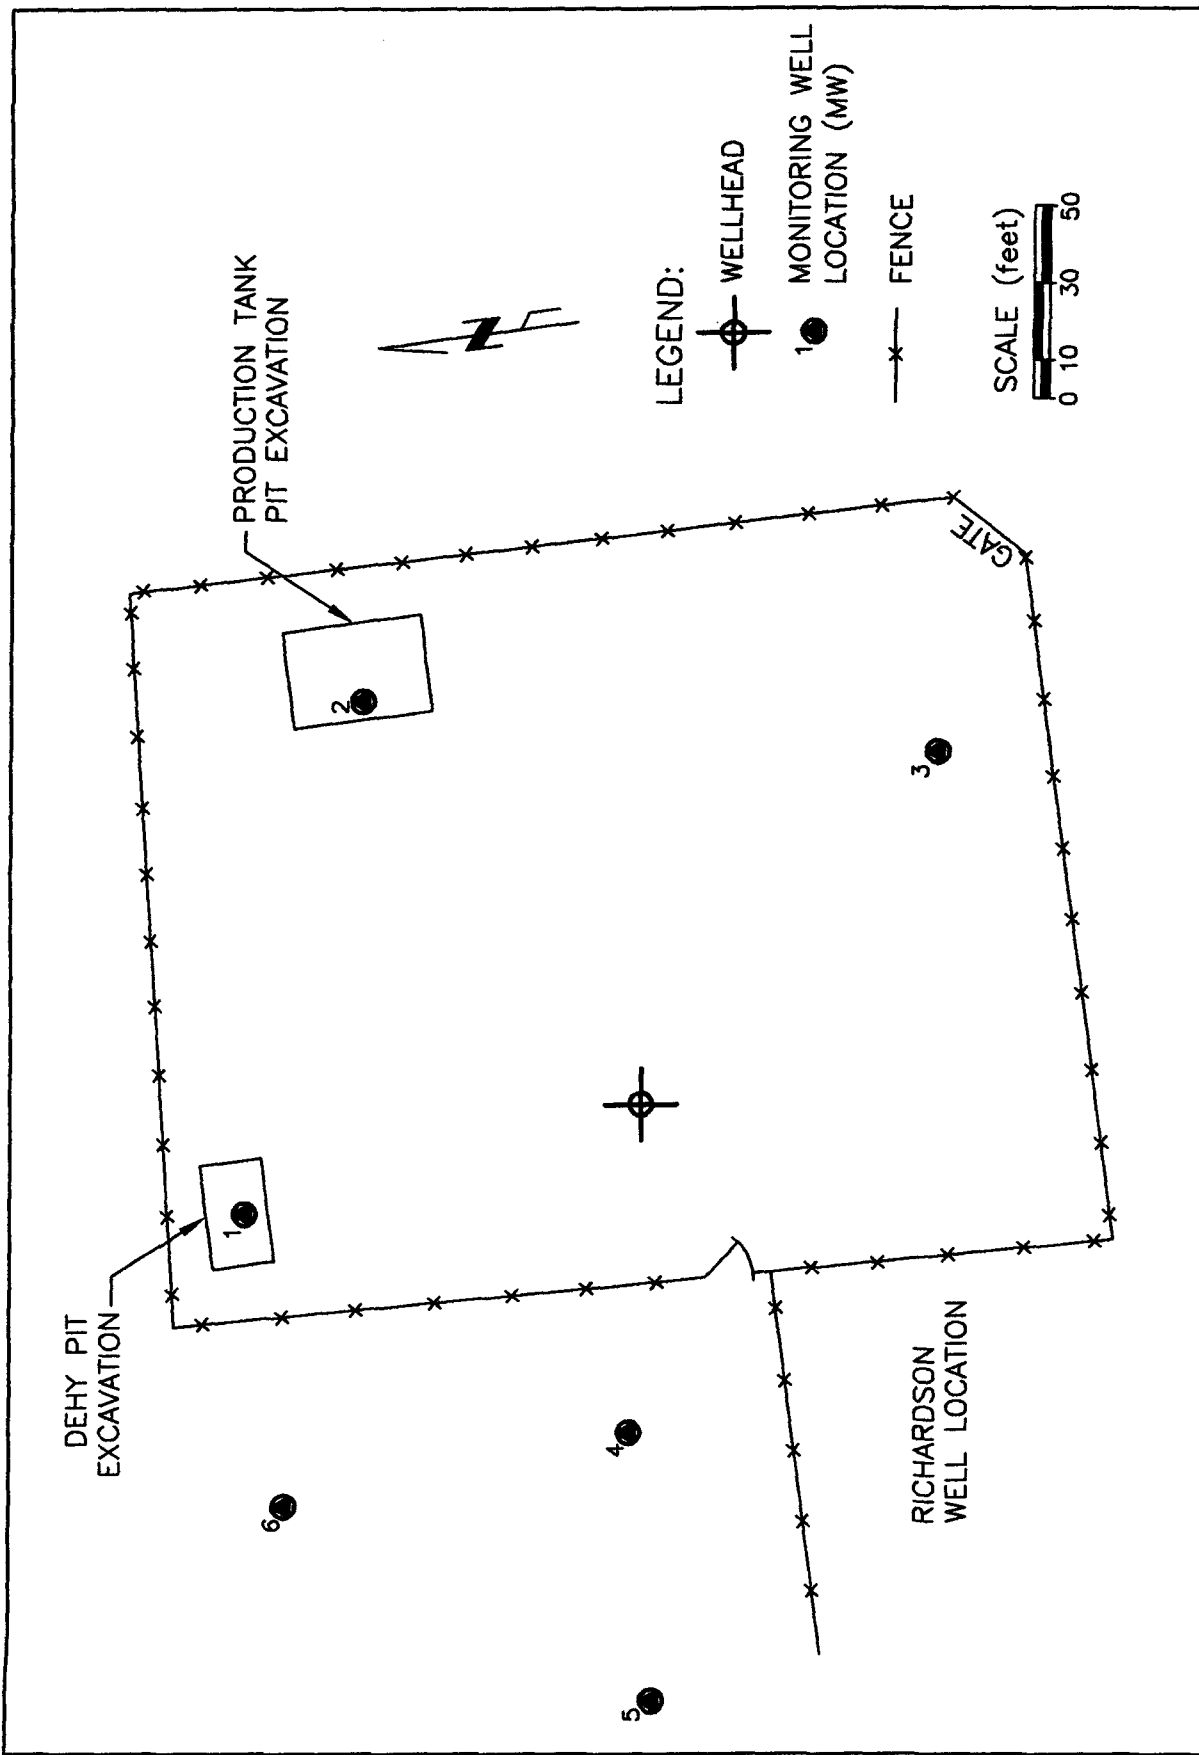 DEHY PIT
EXCAVATION
PRODUCTION TANK
PIT EXCAVATION
1
2
6
4
5
3
GATE
RICHARDSON
WELL LOCATION
N
LEGEND:
WELLHEAD
1
MONITORING WELL
LOCATION (MW)
FENCE
SCALE (feet)
0 10 30 50